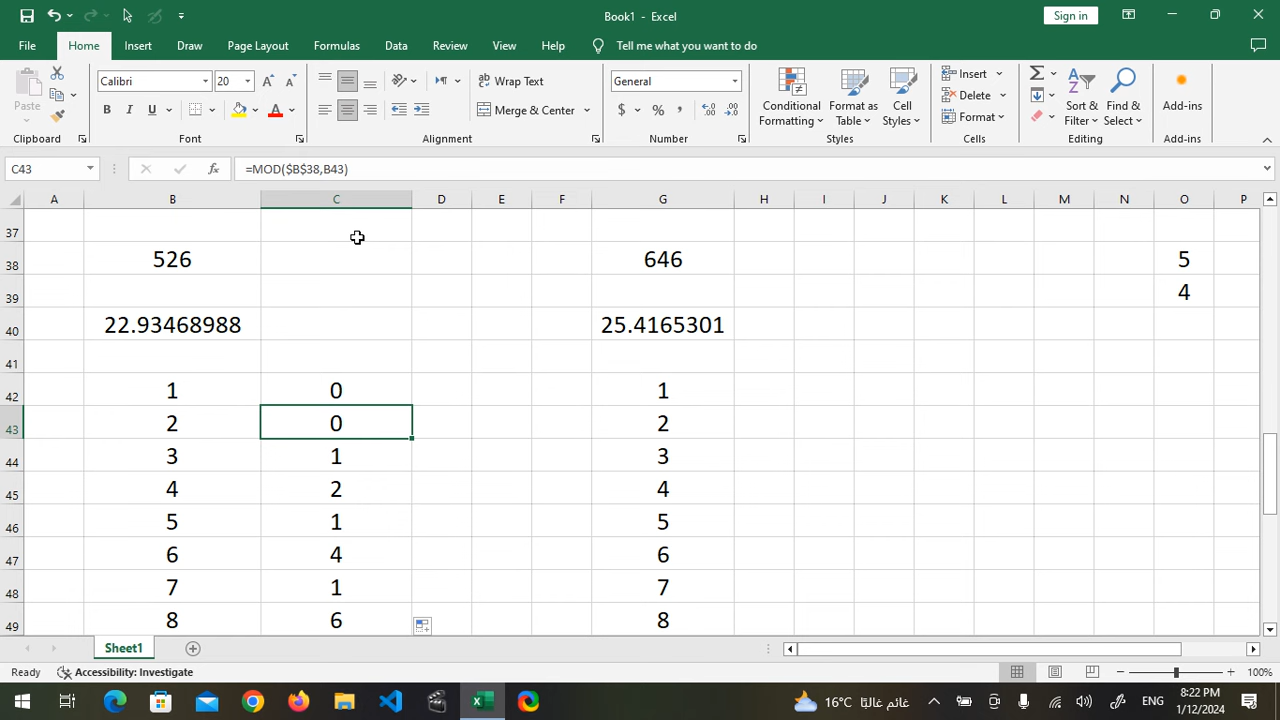 Book1 - Excel
Sign in
File Home Insert Draw Page Layout Formulas Data Review View Help Tell me what you want to do
Paste
Calibri 20
B I U A
Wrap Text
Merge & Center
General
$ % ,
Conditional Formatting
Format as Table
Cell Styles
Insert
Delete
Format
Sort & Filter
Find & Select
Add-ins
Clipboard Font Alignment Number Styles Cells Editing Add-ins
C43 fx =MOD($B$38,B43)
A B C D E F G H I J K L M N O P
37
38 526 646 5
39 4
40 22.93468988 25.4165301
41
42 1 0 1
43 2 0 2
44 3 1 3
45 4 2 4
46 5 1 5
47 6 4 6
48 7 1 7
49 8 6 8
Sheet1
Ready Accessibility: Investigate 100%
16°C غائم غالبًا ENG 8:22 PM
1/12/2024